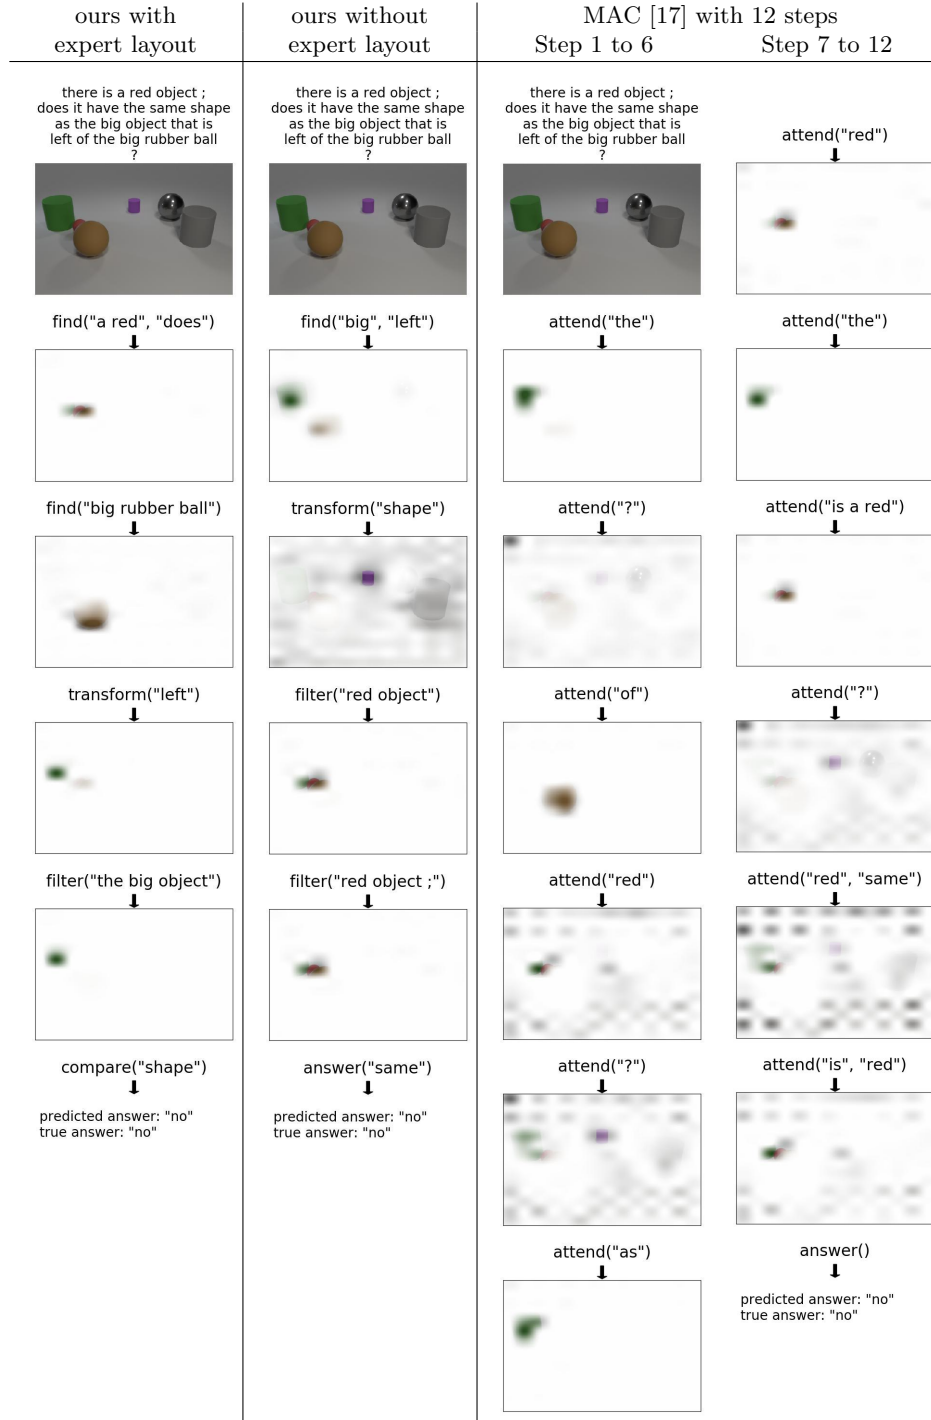 ours with
expert layout
there is a red object ;
does it have the same shape
as the big object that is
left of the big rubber ball
?
find("a red", "does")
find("big rubber ball")
transform("left")
filter("the big object")
compare("shape")
predicted answer: "no"
true answer: "no"
ours without
expert layout
there is a red object ;
does it have the same shape
as the big object that is
left of the big rubber ball
?
find("big", "left")
transform("shape")
filter("red object")
filter("red object ;")
answer("same")
predicted answer: "no"
true answer: "no"
MAC [17] with 12 steps
Step 1 to 6
there is a red object ;
does it have the same shape
as the big object that is
left of the big rubber ball
?
attend("the")
attend("?")
attend("of")
attend("red")
attend("?")
attend("as")
Step 7 to 12
attend("red")
attend("the")
attend("is a red")
attend("?")
attend("red", "same")
attend("is", "red")
answer()
predicted answer: "no"
true answer: "no"